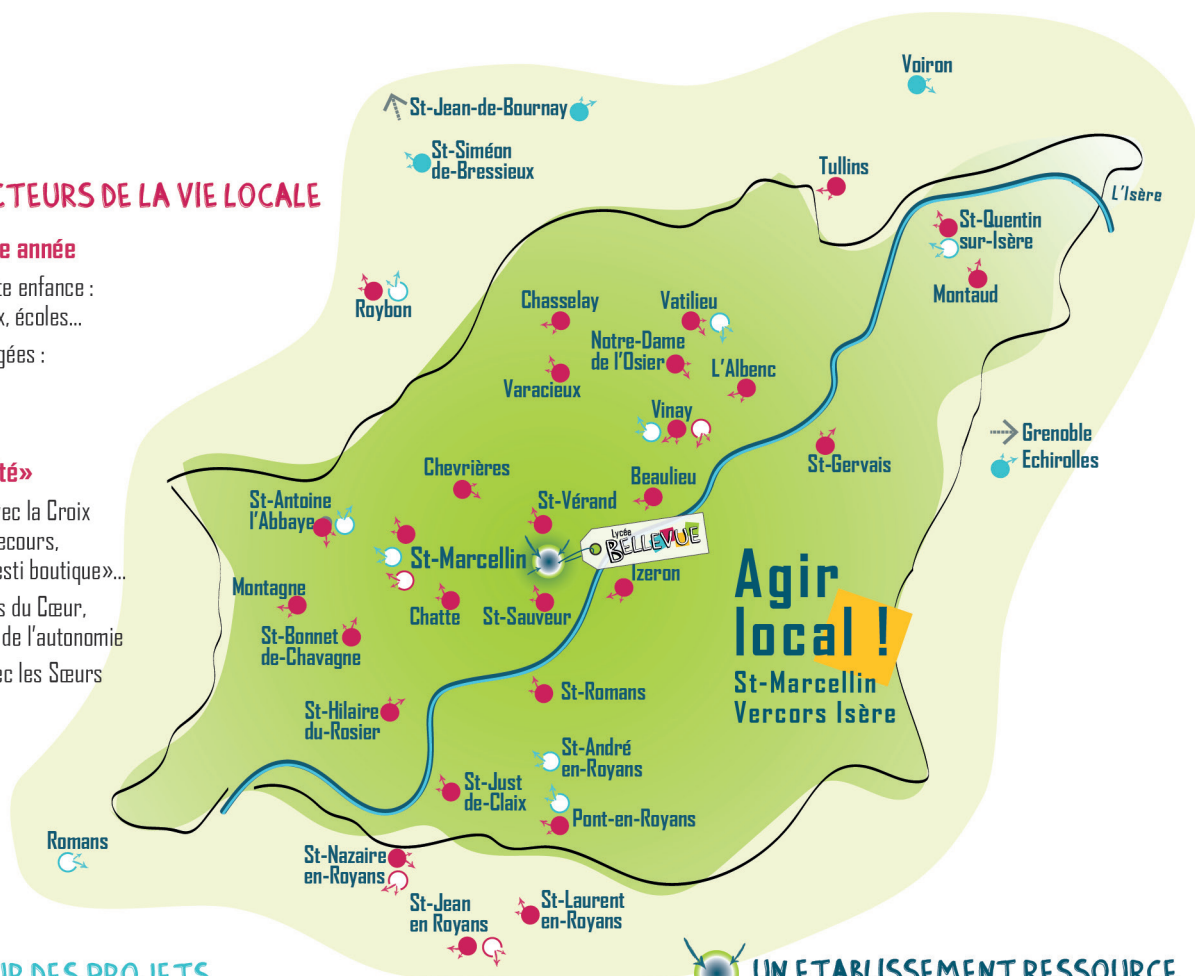 CTEURS DE LA VIE LOCALE
e année
te enfance :
x, écoles...
gées :
té»
vec la Croix
ecours,
esti boutique»...
s du Cœur,
de l'autonomie
ec les Sœurs
Voiron
St-Jean-de-Bournay
St-Siméon
de-Bressieux
Tullins
L'Isère
St-Quentin
sur-Isère
Montaud
Roybon
Chasselay
Vatilieu
Notre-Dame
de l'Osier
L'Albenc
Varacieux
Vinay
Grenoble
Echirolles
St-Gervais
Chevrières
Beaulieu
St-Antoine
l'Abbaye
St-Vérand
Lycée
BELLEVUE
St-Marcellin
Izeron
Montagne
Chatte
St-Sauveur
St-Bonnet
de-Chavagne
Agir
local !
St-Marcellin
Vercors Isère
St-Romans
St-Hilaire
du-Rosier
St-André
en-Royans
St-Just
de-Claix
Pont-en-Royans
Romans
St-Nazaire
en-Royans
St-Jean
en Royans
St-Laurent
en-Royans
UR DES PROJETS
UN ETABLISSEMENT RESSOURCE